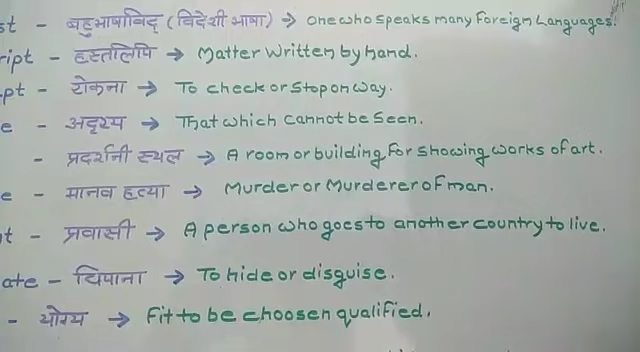 st - बहुभाषाविद् (विदेशी भाषा) → one who speaks many foreign Languages.
ript - हस्तलिपि → Matter written by hand.
pt - रोकना → To check or stop on way.
e - अदृश्य → That which cannot be seen.
- प्रदर्शनी स्थल → A room or building for showing works of art.
e - मानव हत्या → Murder or Murderer of man.
nt - प्रवासी → A person who goes to another country to live.
ate - छिपाना → To hide or disguise.
- योग्य → Fit to be choosen qualified.